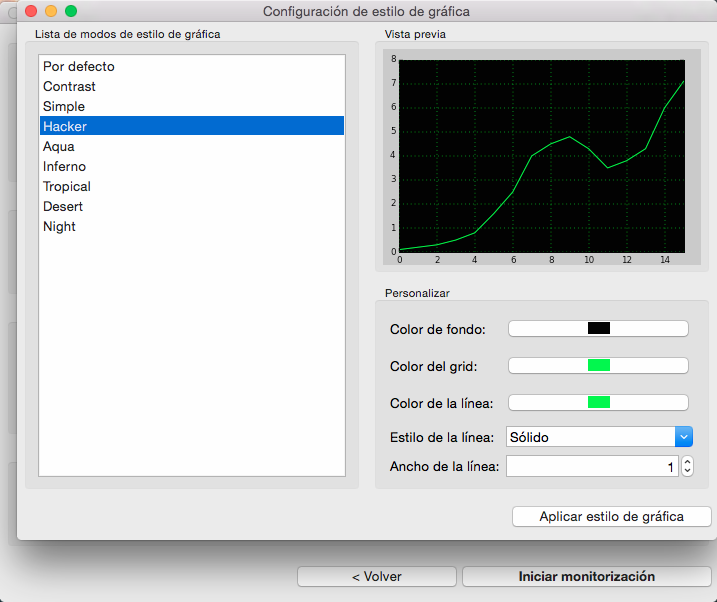 Configuración de estilo de gráfica
Lista de modos de estilo de gráfica
Por defecto
Contrast
Simple
Hacker
Aqua
Inferno
Tropical
Desert
Night
Vista previa
8
7
6
5
4
3
2
1
0
0 2 4 6 8 10 12 14
Personalizar
Color de fondo:
Color del grid:
Color de la línea:
Estilo de la línea: Sólido
Ancho de la línea: 1
Aplicar estilo de gráfica
< Volver
Iniciar monitorización